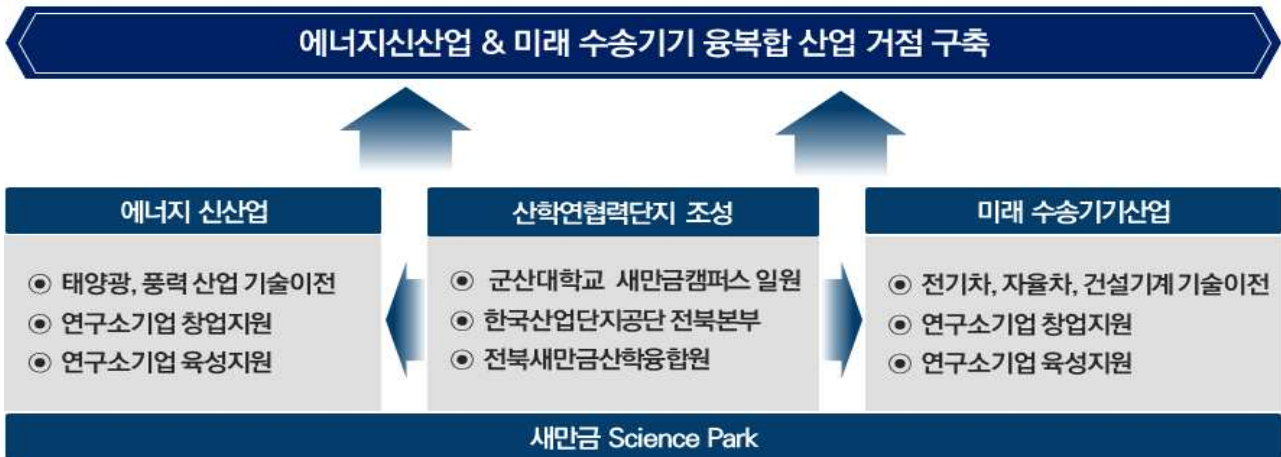 에너지신산업 & 미래 수송기기 융복합 산업 거점 구축
에너지 신산업
◉ 태양광, 풍력 산업 기술이전
◉ 연구소기업 창업지원
◉ 연구소기업 육성지원
산학연협력단지 조성
◉ 군산대학교 새만금캠퍼스 일원
◉ 한국산업단지공단 전북본부
◉ 전북새만금산학융합원
미래 수송기기산업
◉ 전기차, 자율차, 건설기계 기술이전
◉ 연구소기업 창업지원
◉ 연구소기업 육성지원
새만금 Science Park